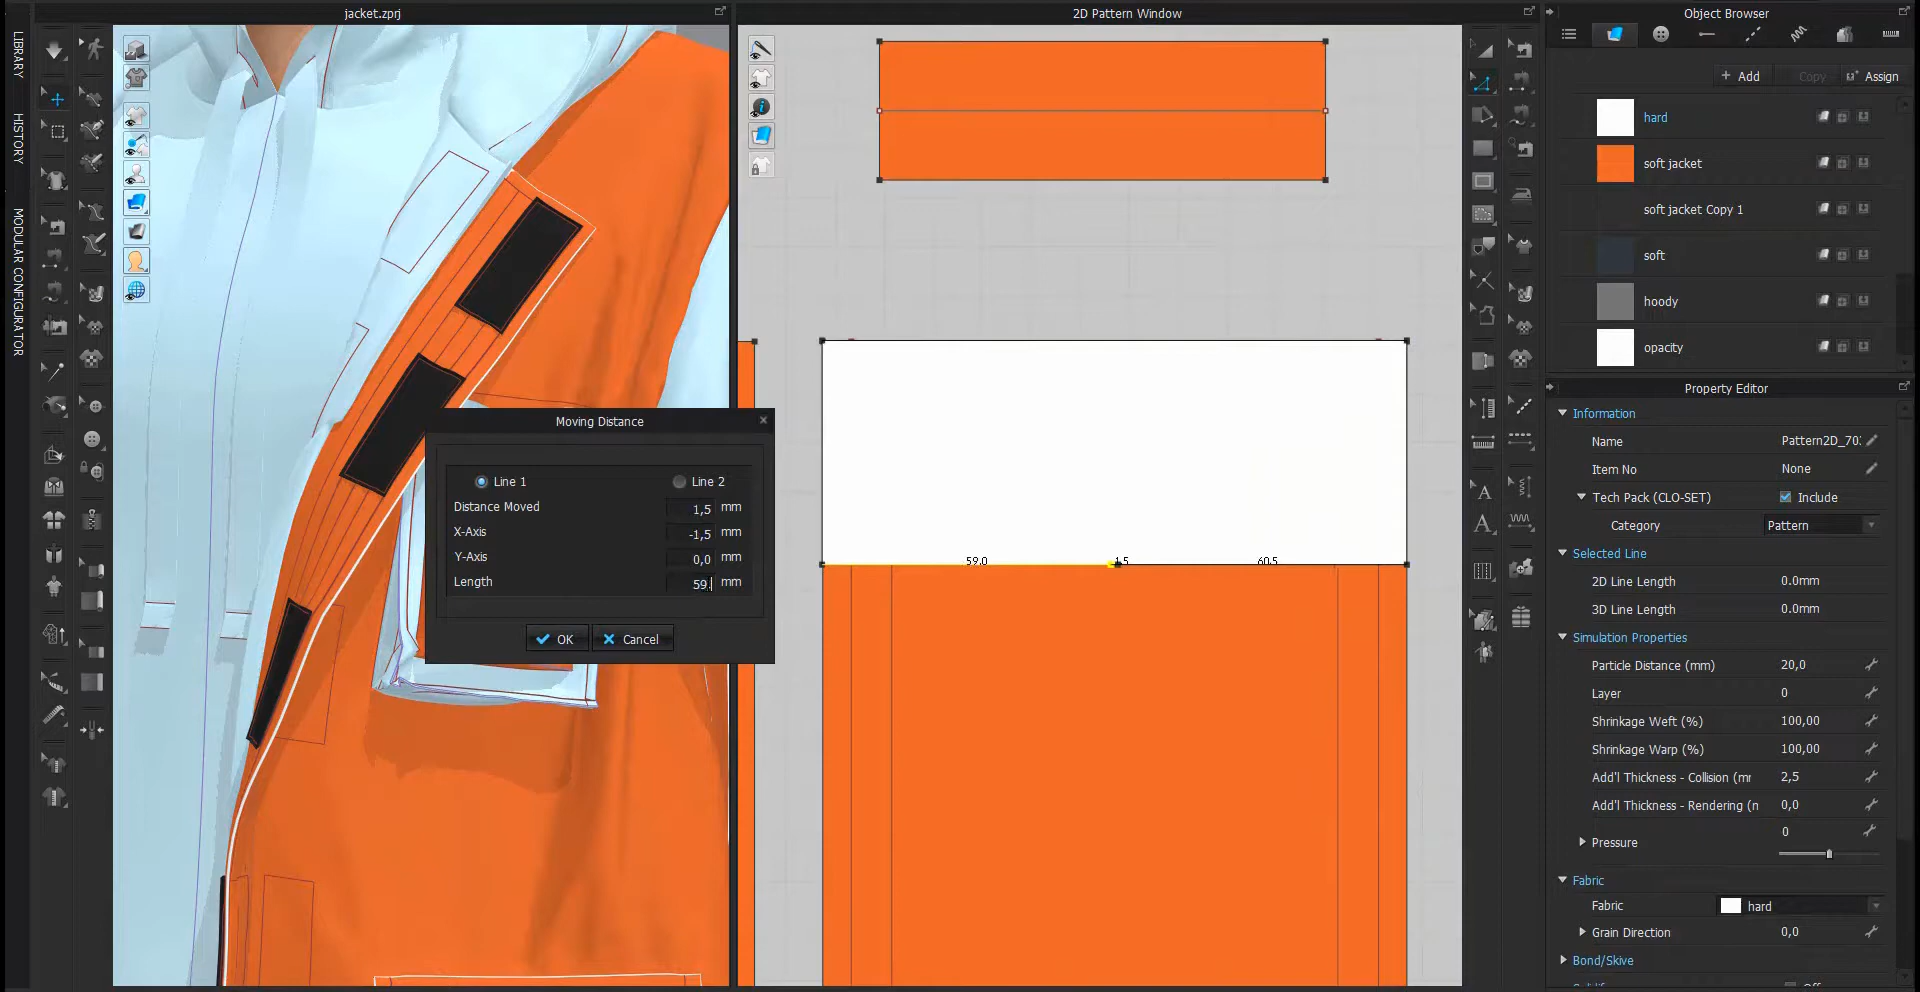 jacket.zprj
2D Pattern Window
Object Browser
LIBRARY
HISTORY
MODULAR CONFIGURATOR
+ Add
Copy
Assign
hard
soft jacket
soft jacket Copy 1
soft
hoody
opacity
Moving Distance
Line 1
Line 2
Distance Moved 1,5 mm
X-Axis -1,5 mm
Y-Axis 0,0 mm
Length 59. mm
OK
Cancel
59.0
1.5
60.5
Property Editor
Information
Name Pattern2D_70
Item No None
Tech Pack (CLO-SET) Include
Category Pattern
Selected Line
2D Line Length 0.0mm
3D Line Length 0.0mm
Simulation Properties
Particle Distance (mm) 20,0
Layer 0
Shrinkage Weft (%) 100,00
Shrinkage Warp (%) 100,00
Add'l Thickness - Collision (mr 2,5
Add'l Thickness - Rendering (n 0,0
Pressure 0
Fabric
Fabric hard
Grain Direction 0,0
Bond/Skive